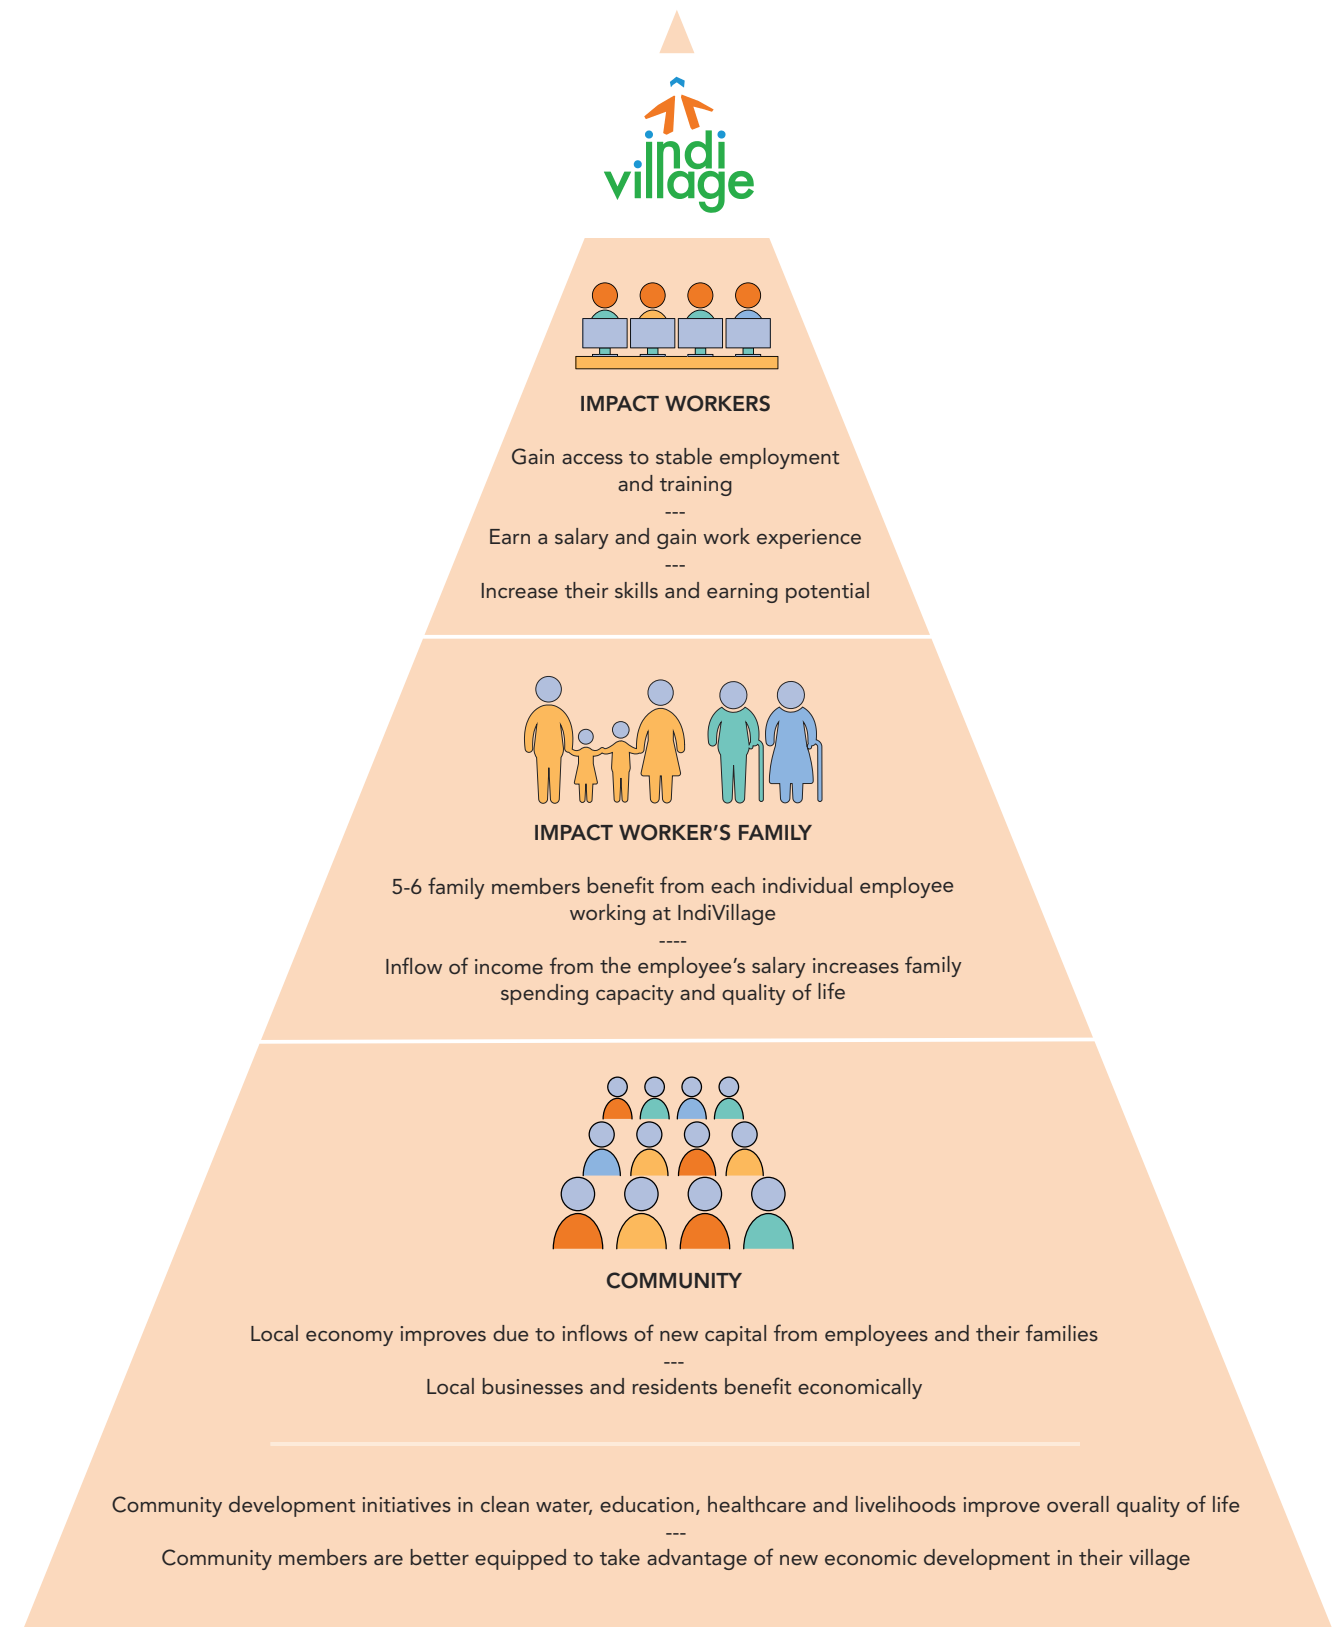 indi
village
IMPACT WORKERS
Gain access to stable employment
and training
---
Earn a salary and gain work experience
---
Increase their skills and earning potential
IMPACT WORKER’S FAMILY
5-6 family members benefit from each individual employee
working at IndiVillage
----
Inflow of income from the employee’s salary increases family
spending capacity and quality of life
COMMUNITY
Local economy improves due to inflows of new capital from employees and their families
---
Local businesses and residents benefit economically
Community development initiatives in clean water, education, healthcare and livelihoods improve overall quality of life
---
Community members are better equipped to take advantage of new economic development in their village